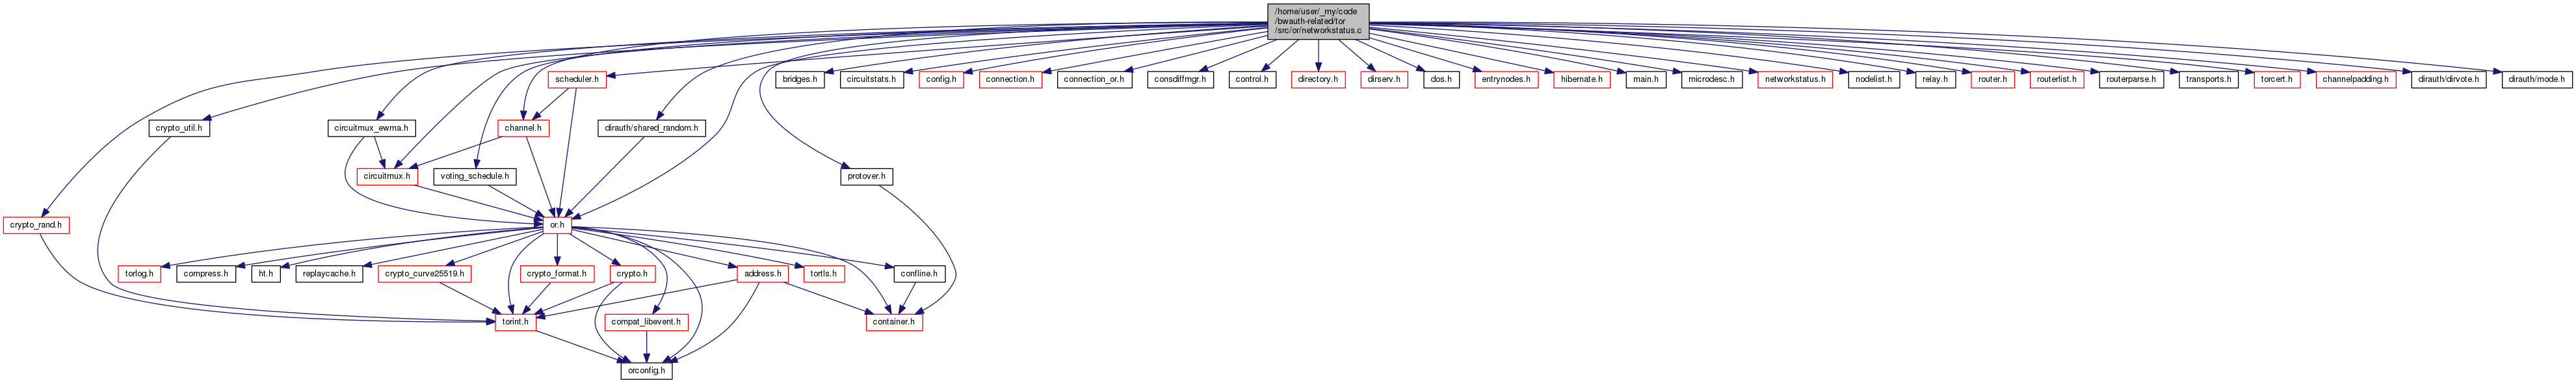 /home/user/_my/code
/bwauth-related/tor
/src/or/networkstatus.c
scheduler.h
bridges.h
circuitstats.h
config.h
connection.h
connection_or.h
consdiffmgr.h
control.h
directory.h
dirserv.h
dos.h
entrynodes.h
hibernate.h
main.h
microdesc.h
networkstatus.h
nodelist.h
relay.h
router.h
routerlist.h
routerparse.h
transports.h
torcert.h
channelpadding.h
dirauth/dirvote.h
dirauth/mode.h
crypto_util.h
circuitmux_ewma.h
channel.h
dirauth/shared_random.h
circuitmux.h
voting_schedule.h
protover.h
crypto_rand.h
or.h
torlog.h
compress.h
ht.h
replaycache.h
crypto_curve25519.h
crypto_format.h
crypto.h
address.h
tortls.h
confline.h
torint.h
compat_libevent.h
container.h
orconfig.h